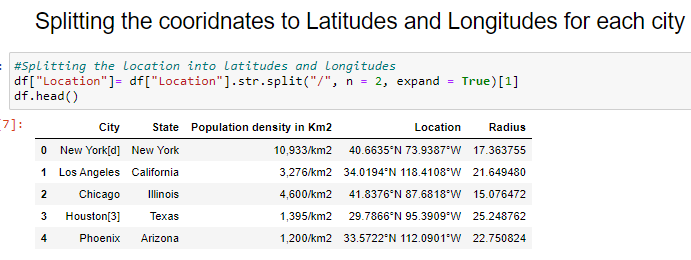 Splitting the cooridnates to Latitudes and Longitudes for each city
: #Splitting the location into latitudes and longitudes
df["Location"]= df["Location"].str.split("/", n = 2, expand = True)[1]
df.head()
7]:
City State Population density in Km2 Location Radius
0 New York[d] New York 10,933/km2 40.6635°N 73.9387°W 17.363755
1 Los Angeles California 3,276/km2 34.0194°N 118.4108°W 21.649480
2 Chicago Illinois 4,600/km2 41.8376°N 87.6818°W 15.076472
3 Houston[3] Texas 1,395/km2 29.7866°N 95.3909°W 25.248762
4 Phoenix Arizona 1,200/km2 33.5722°N 112.0901°W 22.750824